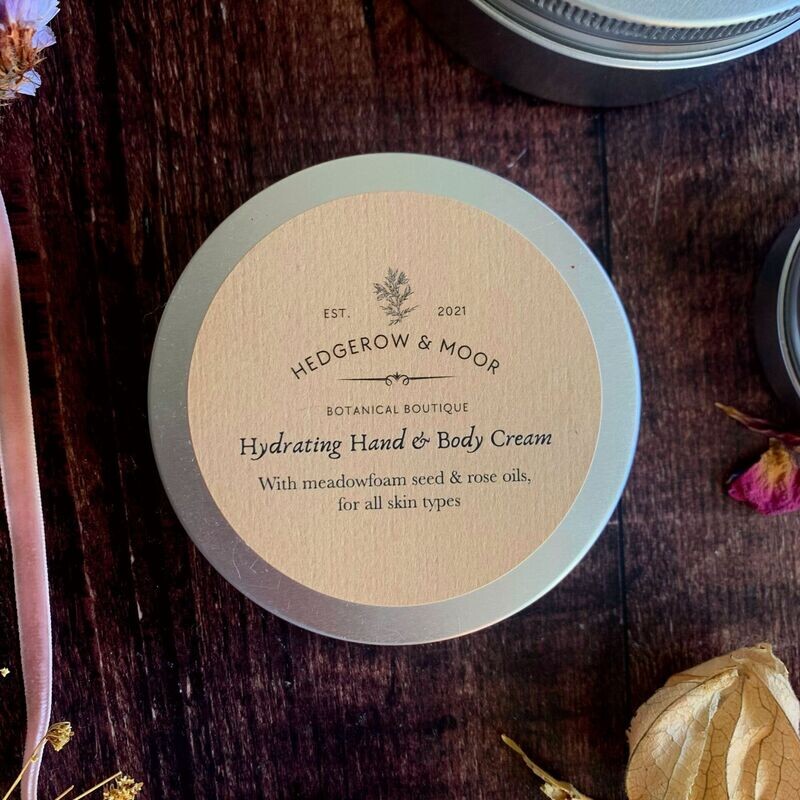 EST. 2021
HEDGEROW & MOOR
BOTANICAL BOUTIQUE
Hydrating Hand & Body Cream
With meadowfoam seed & rose oils,
for all skin types